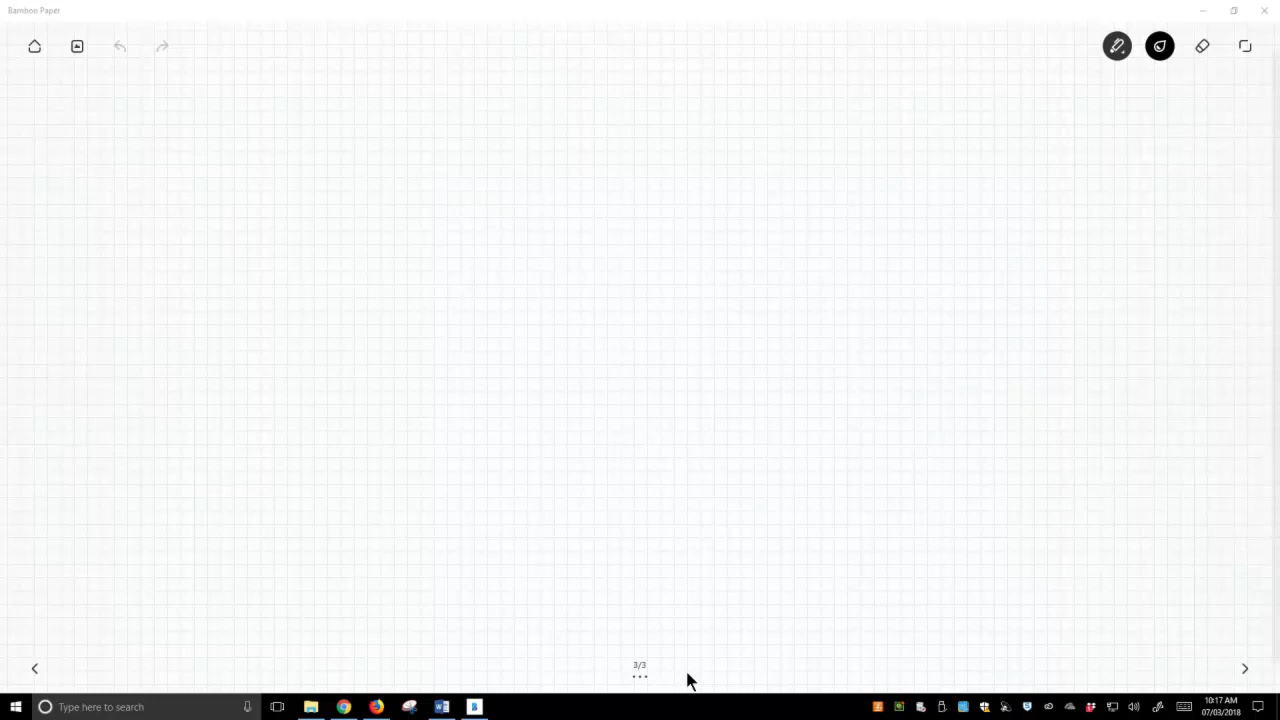 Bamboo Paper
3/3
Type here to search
10:17 AM
07/03/2018